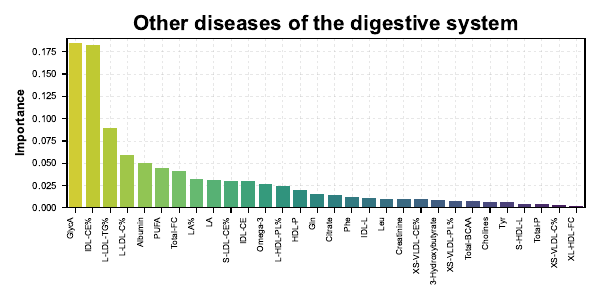 Other diseases of the digestive system
Importance
0.175
0.150
0.125
0.100
0.075
0.050
0.025
0.000
GlycA
IDL-CE%
L-LDL-TG%
L-LDL-C%
Albumin
PUFA
Total-FC
LA%
LA
S-LDL-CE%
IDL-CE
Omega-3
L-HDL-PL%
HDL-P
Gln
Citrate
Phe
IDL-L
Leu
Creatinine
XS-VLDL-CE%
3-Hydroxybutyrate
XS-VLDL-PL%
Total-BCAA
Cholines
Tyr
S-HDL-L
Total-P
XS-VLDL-C%
XL-HDL-FC